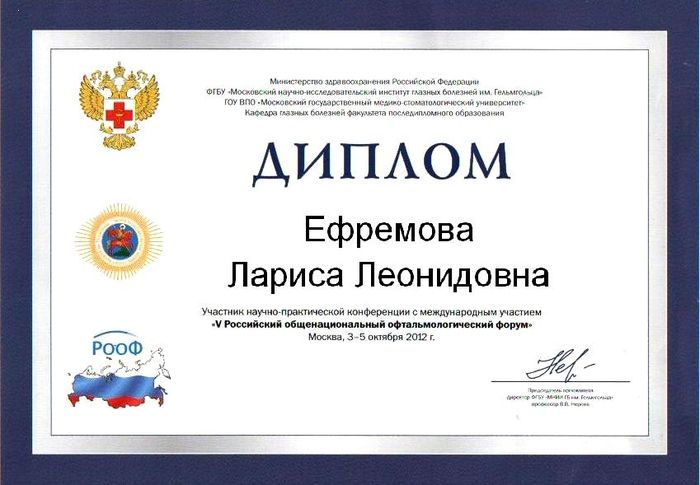 Министерство здравоохранения Российской Федерации
ФГБУ «Московский научно-исследовательский институт глазных болезней им. Гельмгольца»
ГОУ ВПО «Московский государственный медико-стоматологический университет»
Кафедра глазных болезней факультета последипломного образования
ДИПЛОМ
Ефремова
Лариса Леонидовна
Участник научно-практической конференции с международным участием
«V Российский общенациональный офтальмологический форум»
Москва, 3–5 октября 2012 г.
РООФ
Председатель оргкомитета
директор ФГБУ «МНИИ ГБ им. Гельмгольца»
профессор В.В. Нероев